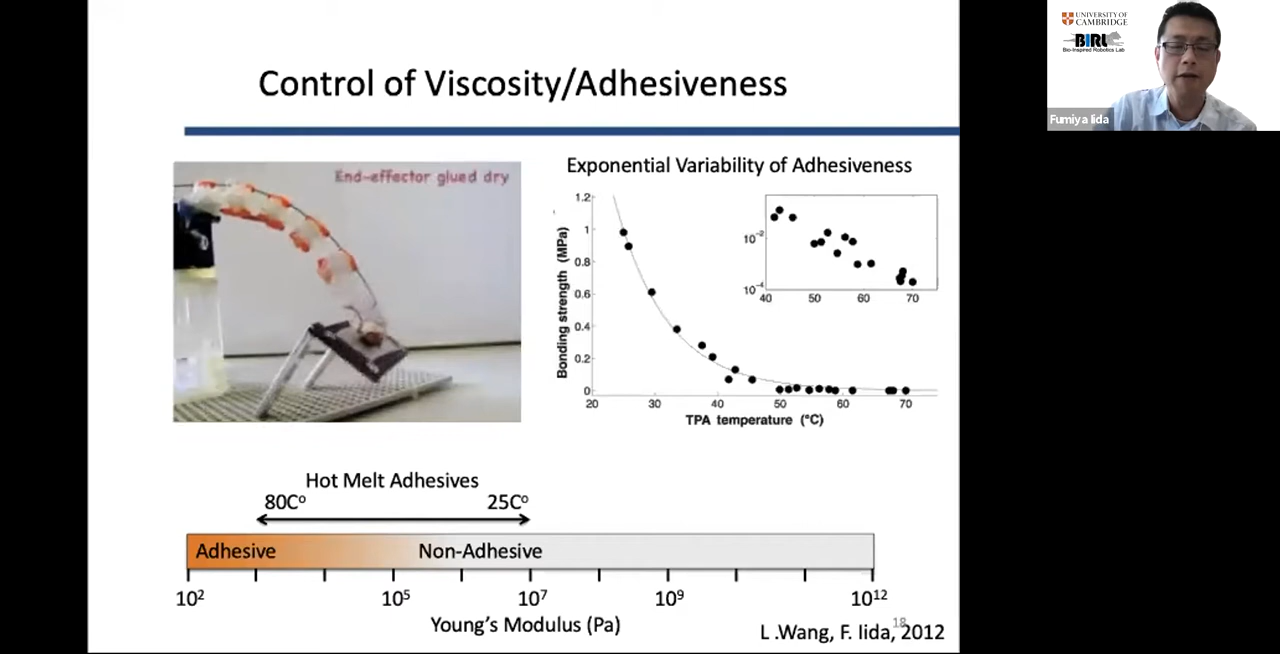 Control of Viscosity/Adhesiveness
End-effector glued dry
Exponential Variability of Adhesiveness
Bonding strength (MPa)
1.2
1
0.8
0.6
0.4
0.2
0
20 30 40 50 60 70
TPA temperature (°C)
10⁻²
10⁻⁴
40 50 60 70
Hot Melt Adhesives
80Cº 25Cº
Adhesive Non-Adhesive
10² 10⁵ 10⁷ 10⁹ 10¹²
Young's Modulus (Pa)
18
L .Wang, F. Iida, 2012
UNIVERSITY OF
CAMBRIDGE
BIRL
Bio-Inspired Robotics Lab
Fumiya Iida